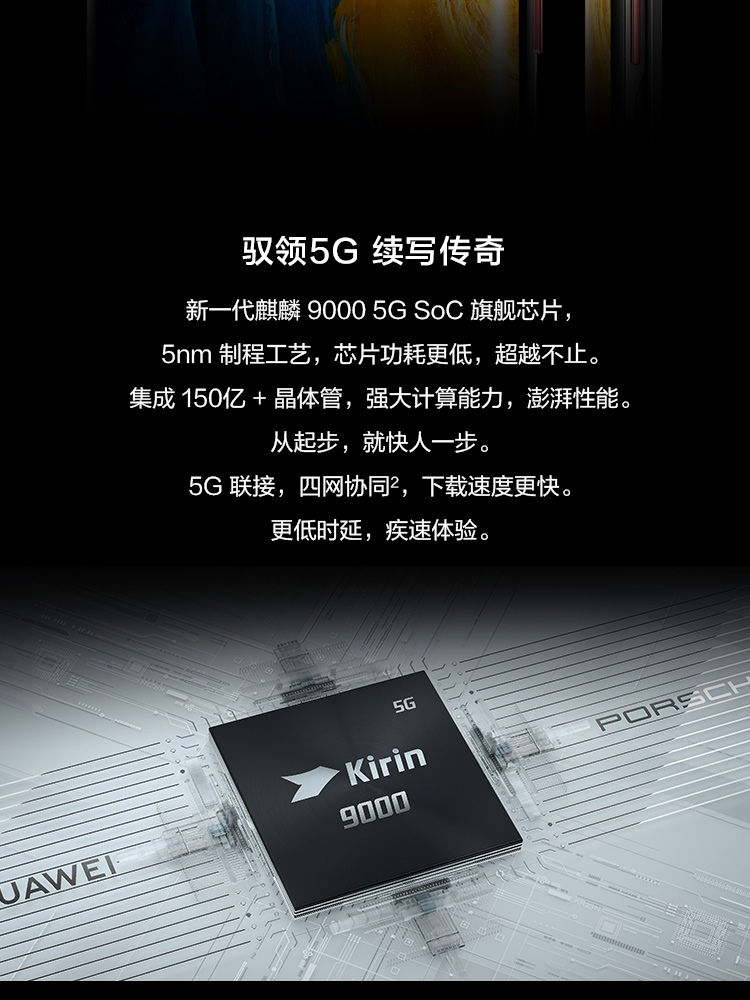 驭领5G 续写传奇
新一代麒麟 9000 5G SoC 旗舰芯片，
5nm 制程工艺，芯片功耗更低，超越不止。
集成 150亿 + 晶体管，强大计算能力，澎湃性能。
从起步，就快人一步。
5G 联接，四网协同²，下载速度更快。
更低时延，疾速体验。
5G
PORSCH
Kirin
9000
UAWEI